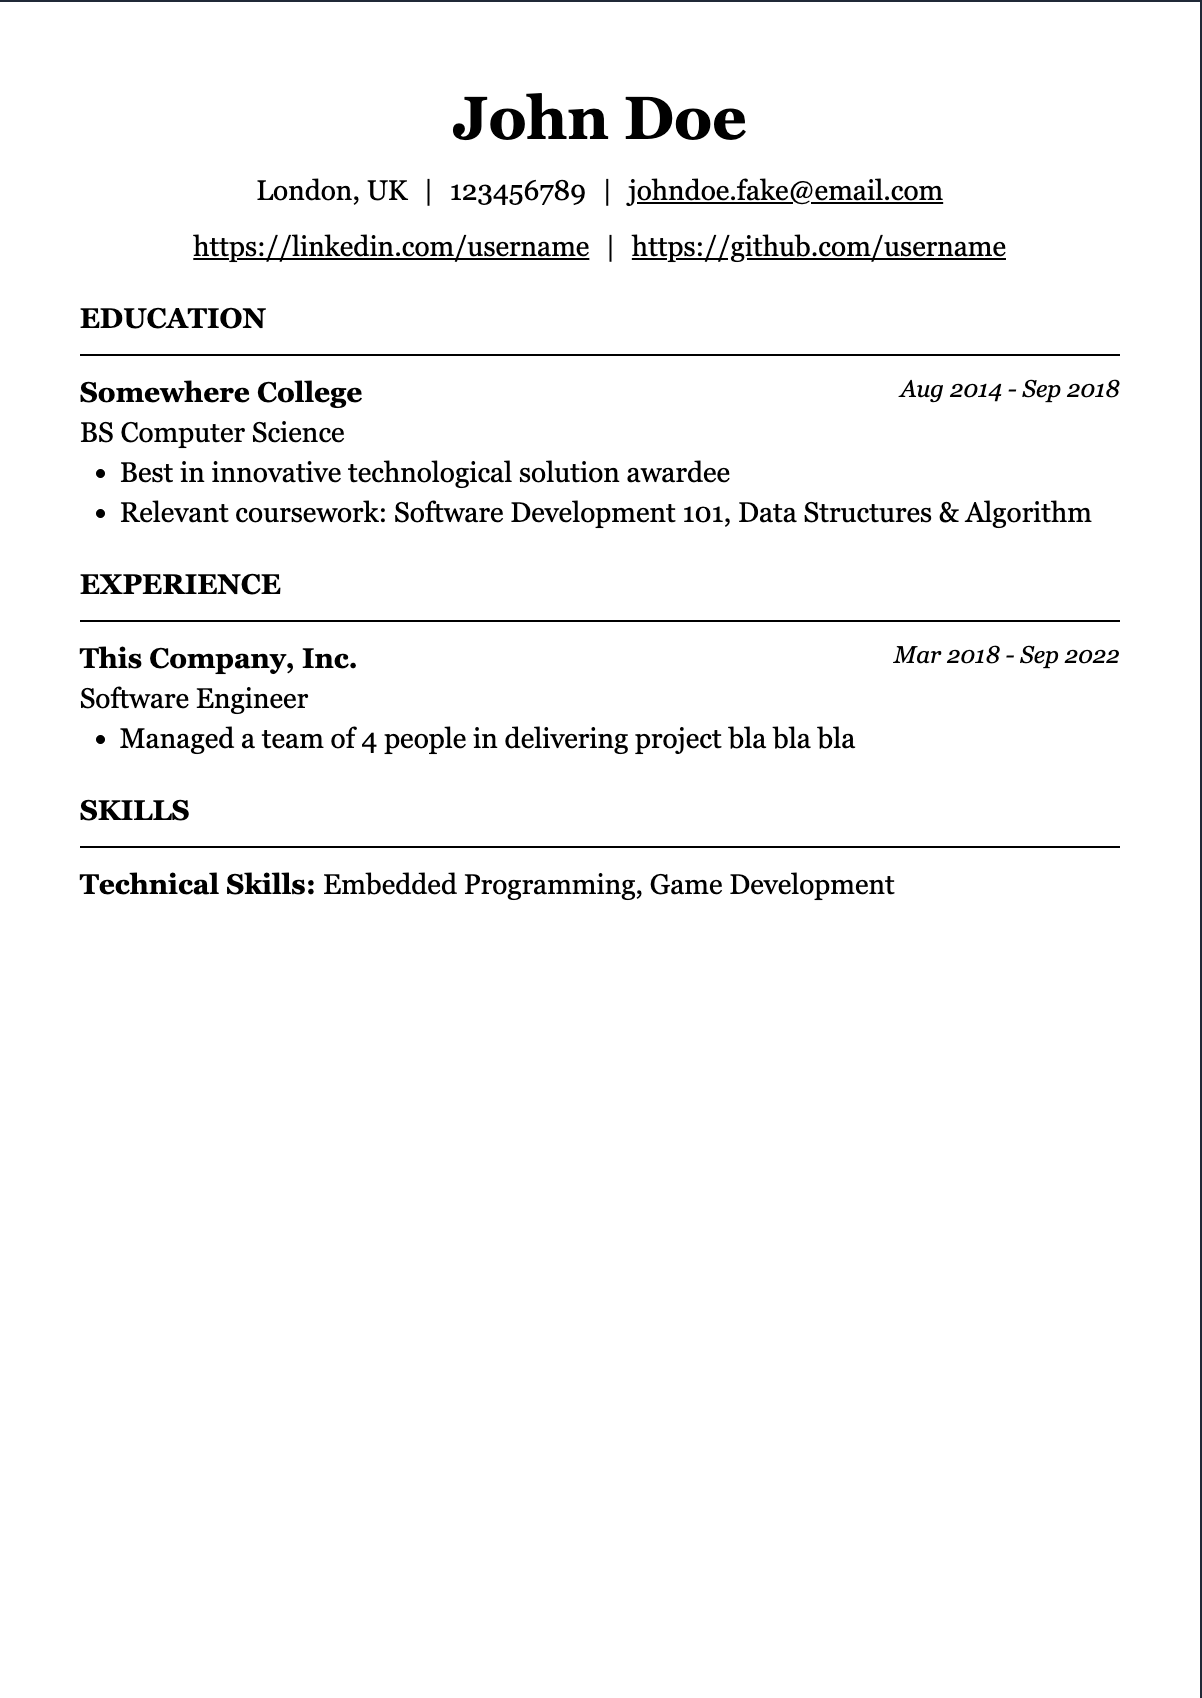 John Doe
London, UK | 123456789 | johndoe.fake@email.com
https://linkedin.com/username | https://github.com/username
EDUCATION
Somewhere College Aug 2014 - Sep 2018
BS Computer Science
• Best in innovative technological solution awardee
• Relevant coursework: Software Development 101, Data Structures & Algorithm
EXPERIENCE
This Company, Inc. Mar 2018 - Sep 2022
Software Engineer
• Managed a team of 4 people in delivering project bla bla bla
SKILLS
Technical Skills: Embedded Programming, Game Development